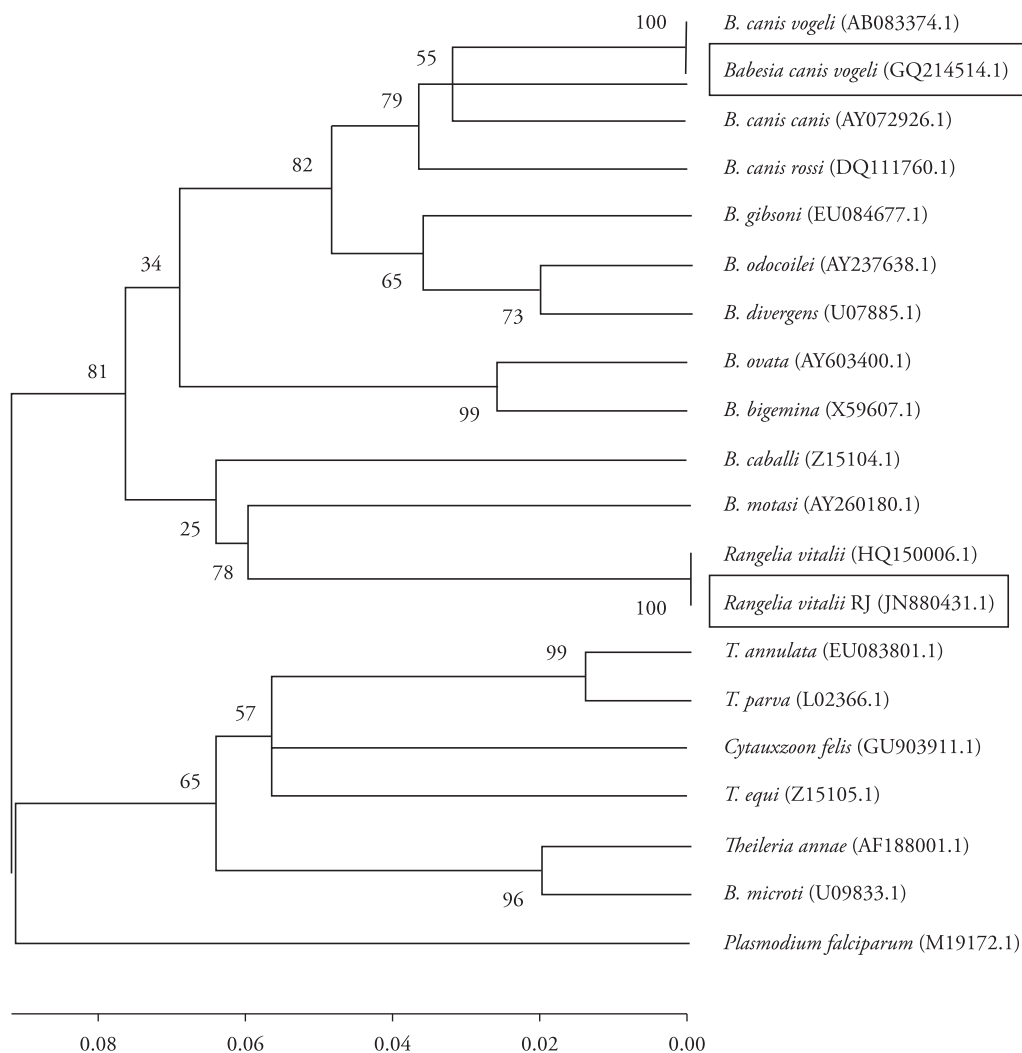 100
B. canis vogeli (AB083374.1)
55
Babesia canis vogeli (GQ214514.1)
79
B. canis canis (AY072926.1)
82
B. canis rossi (DQ111760.1)
B. gibsoni (EU084677.1)
34
B. odocoilei (AY237638.1)
65
73
B. divergens (U07885.1)
B. ovata (AY603400.1)
81
99
B. bigemina (X59607.1)
B. caballi (Z15104.1)
B. motasi (AY260180.1)
25
Rangelia vitalii (HQ150006.1)
78
100
Rangelia vitalii RJ (JN880431.1)
99
T. annulata (EU083801.1)
T. parva (L02366.1)
57
Cytauxzoon felis (GU903911.1)
65
T. equi (Z15105.1)
Theileria annae (AF188001.1)
96
B. microti (U09833.1)
Plasmodium falciparum (M19172.1)
0.08 0.06 0.04 0.02 0.00